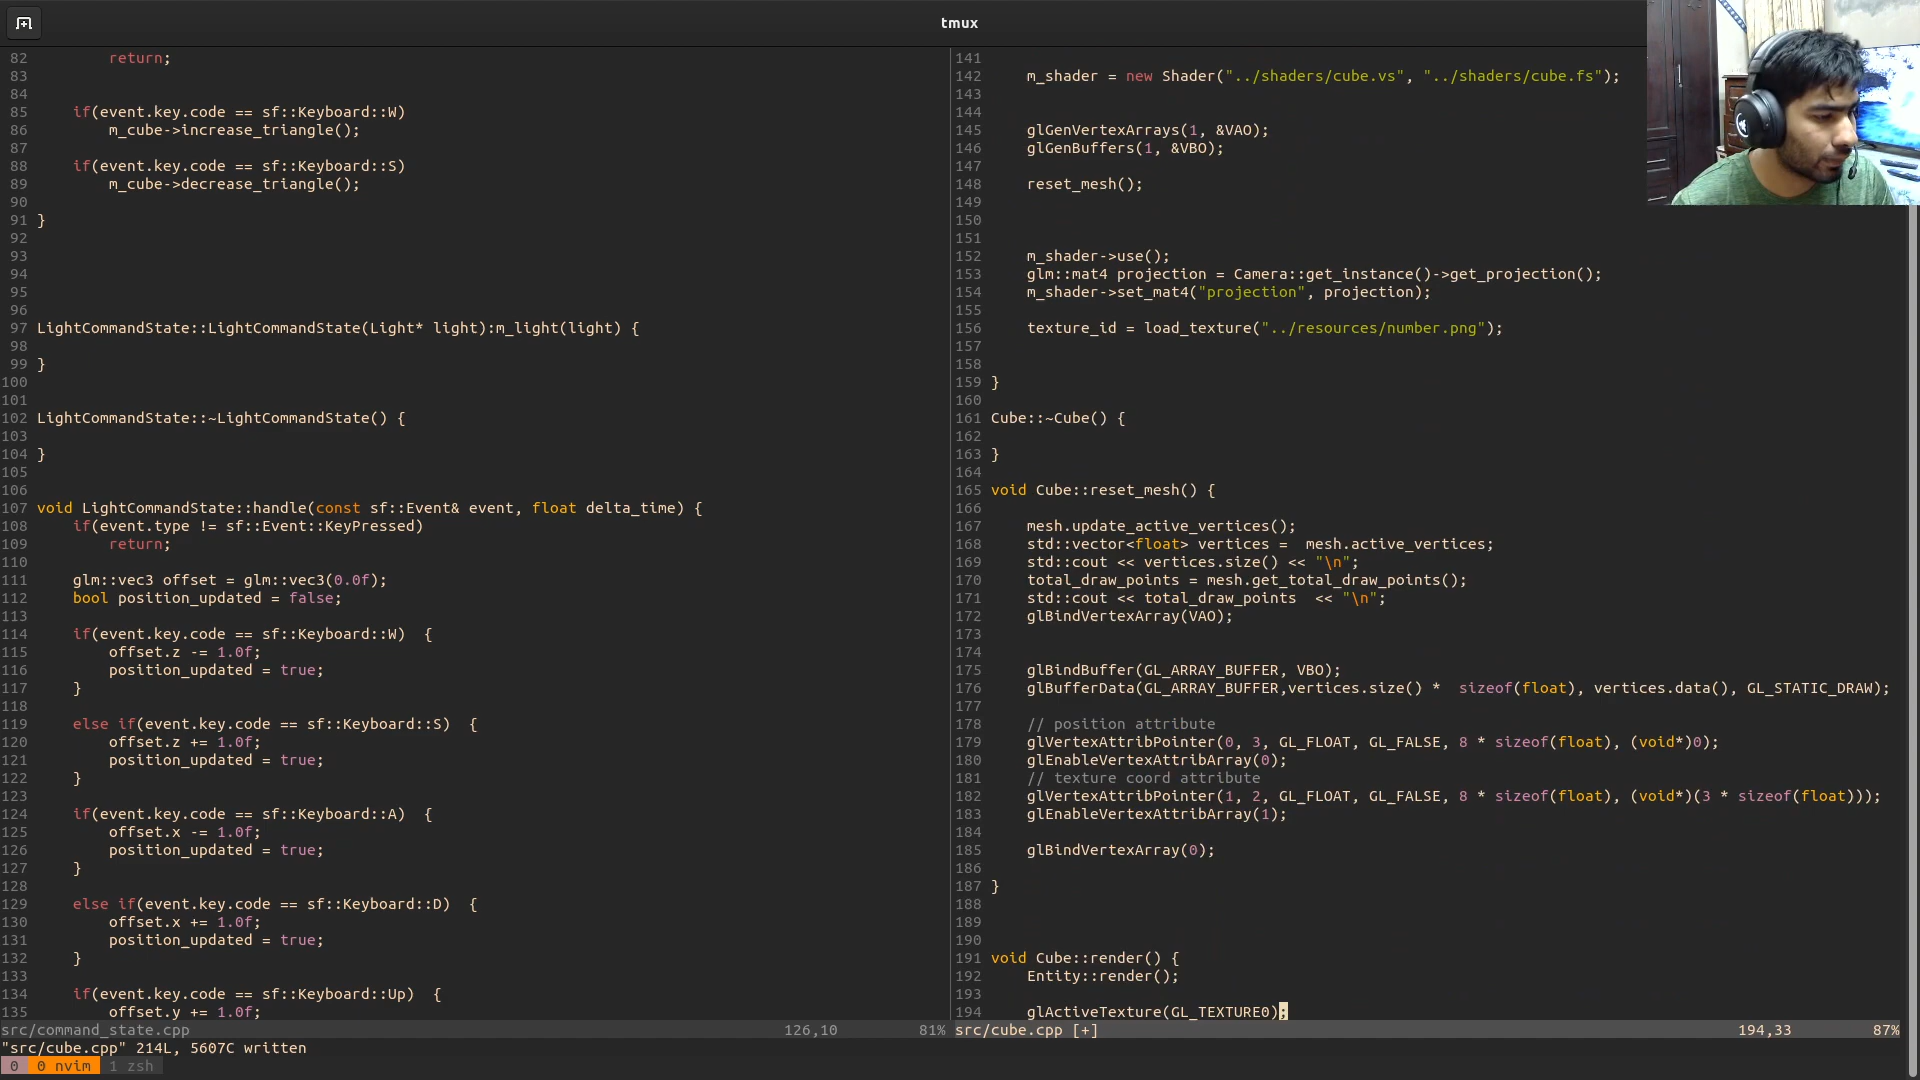 tmux
82 return;
83
84
85 if(event.key.code == sf::Keyboard::W)
86 m_cube->increase_triangle();
87
88 if(event.key.code == sf::Keyboard::S)
89 m_cube->decrease_triangle();
90
91 }
92
93
94
95
96
97 LightCommandState::LightCommandState(Light* light):m_light(light) {
98
99 }
100
101
102 LightCommandState::~LightCommandState() {
103
104 }
105
106
107 void LightCommandState::handle(const sf::Event& event, float delta_time) {
108 if(event.type != sf::Event::KeyPressed)
109 return;
110
111 glm::vec3 offset = glm::vec3(0.0f);
112 bool position_updated = false;
113
114 if(event.key.code == sf::Keyboard::W) {
115 offset.z -= 1.0f;
116 position_updated = true;
117 }
118
119 else if(event.key.code == sf::Keyboard::S) {
120 offset.z += 1.0f;
121 position_updated = true;
122 }
123
124 if(event.key.code == sf::Keyboard::A) {
125 offset.x -= 1.0f;
126 position_updated = true;
127 }
128
129 else if(event.key.code == sf::Keyboard::D) {
130 offset.x += 1.0f;
131 position_updated = true;
132 }
133
134 if(event.key.code == sf::Keyboard::Up) {
135 offset.y += 1.0f;
src/command_state.cpp 126,10 81%
141
142 m_shader = new Shader("../shaders/cube.vs", "../shaders/cube.fs");
143
144
145 glGenVertexArrays(1, &VAO);
146 glGenBuffers(1, &VBO);
147
148 reset_mesh();
149
150
151
152 m_shader->use();
153 glm::mat4 projection = Camera::get_instance()->get_projection();
154 m_shader->set_mat4("projection", projection);
155
156 texture_id = load_texture("../resources/number.png");
157
158
159 }
160
161 Cube::~Cube() {
162
163 }
164
165 void Cube::reset_mesh() {
166
167 mesh.update_active_vertices();
168 std::vector<float> vertices =  mesh.active_vertices;
169 std::cout << vertices.size() << "\n";
170 total_draw_points = mesh.get_total_draw_points();
171 std::cout << total_draw_points  << "\n";
172 glBindVertexArray(VAO);
173
174
175 glBindBuffer(GL_ARRAY_BUFFER, VBO);
176 glBufferData(GL_ARRAY_BUFFER,vertices.size() *  sizeof(float), vertices.data(), GL_STATIC_DRAW);
177
178 // position attribute
179 glVertexAttribPointer(0, 3, GL_FLOAT, GL_FALSE, 8 * sizeof(float), (void*)0);
180 glEnableVertexAttribArray(0);
181 // texture coord attribute
182 glVertexAttribPointer(1, 2, GL_FLOAT, GL_FALSE, 8 * sizeof(float), (void*)(3 * sizeof(float)));
183 glEnableVertexAttribArray(1);
184
185 glBindVertexArray(0);
186
187 }
188
189
190
191 void Cube::render() {
192 Entity::render();
193
194 glActiveTexture(GL_TEXTURE0);
src/cube.cpp [+] 194,33 87%
"src/cube.cpp" 214L, 5607C written
0 0 nvim 1 zsh